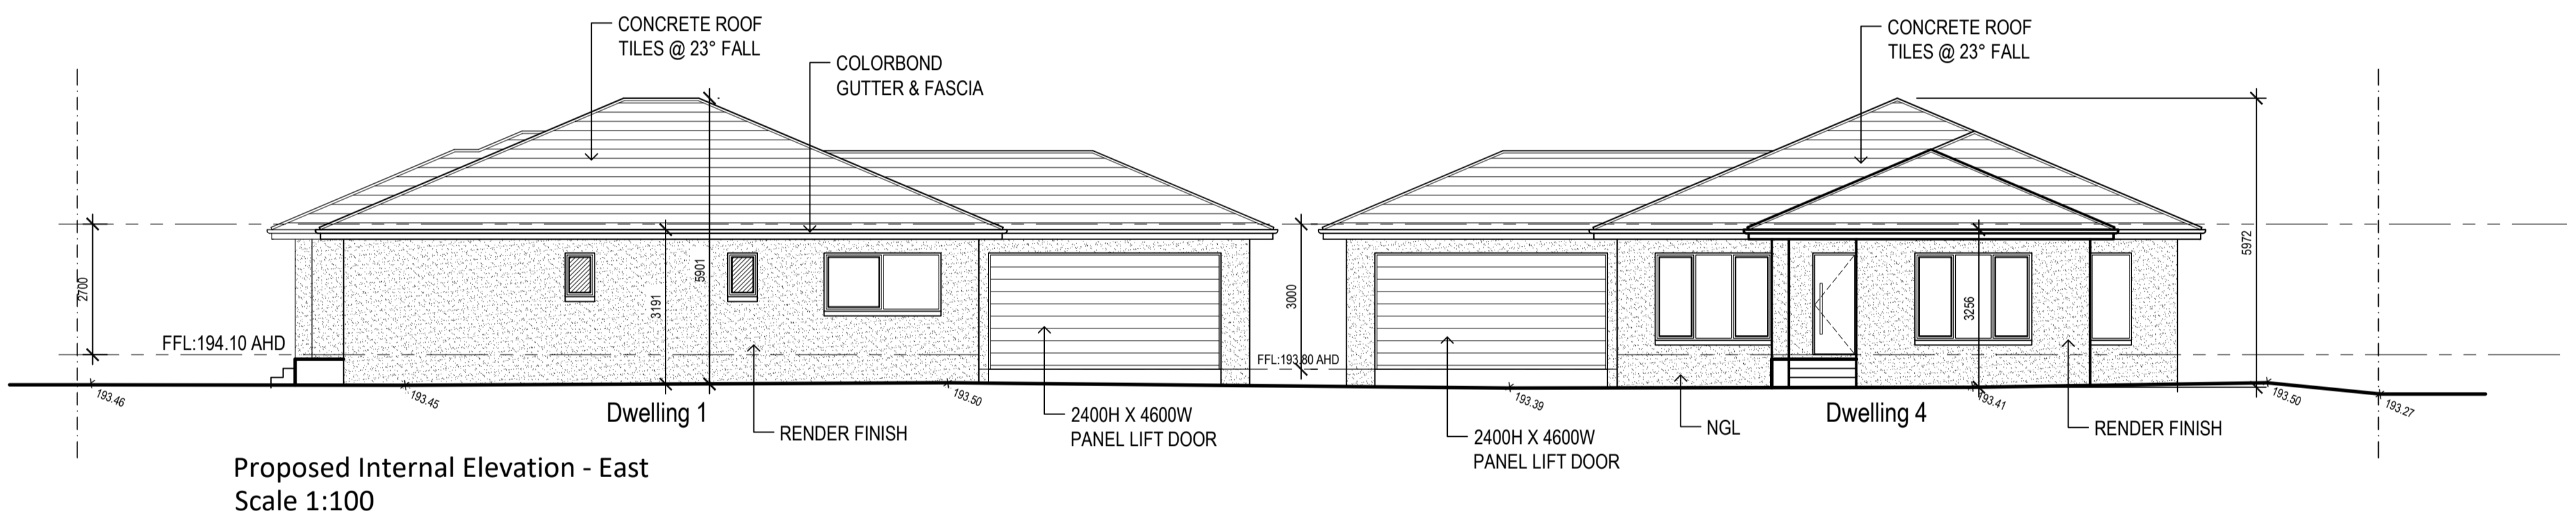 CONCRETE ROOF
TILES @ 23° FALL
COLORBOND
GUTTER & FASCIA
CONCRETE ROOF
TILES @ 23° FALL
2700
3191
5901
3000
3256
5972
FFL:194.10 AHD
FFL:193.80 AHD
193.46
193.45
193.50
193.39
193.41
193.50
193.27
Dwelling 1
RENDER FINISH
2400H X 4600W
PANEL LIFT DOOR
2400H X 4600W
PANEL LIFT DOOR
NGL
Dwelling 4
RENDER FINISH
Proposed Internal Elevation - East
Scale 1:100